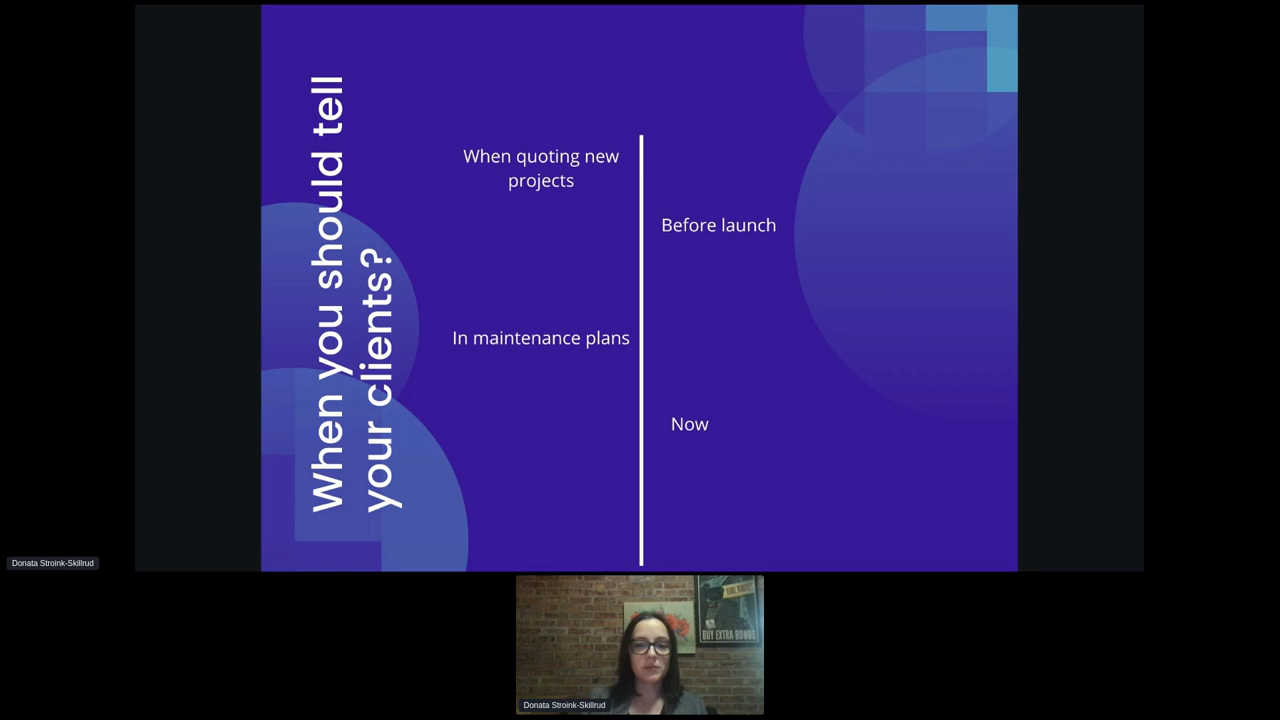 When you should tell
your clients?
When quoting new
projects
Before launch
In maintenance plans
Now
Donata Stroink-Skillrud
BUY EXTRA BONDS
Donata Stroink-Skillrud